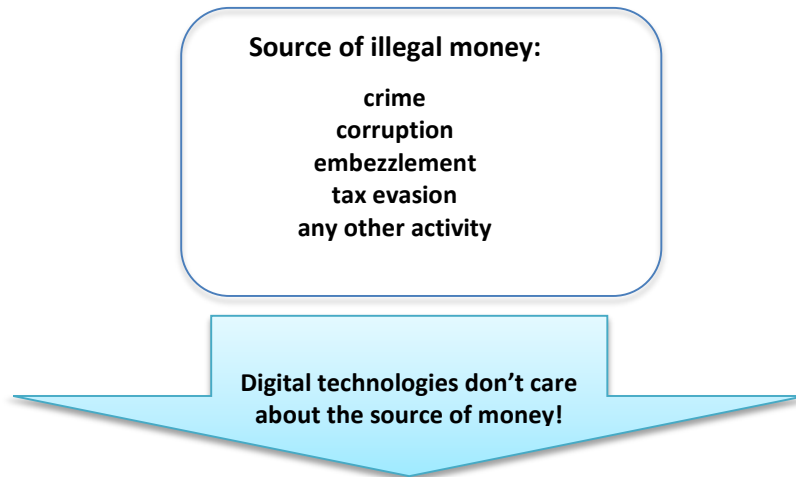 Source of illegal money:
crime
corruption
embezzlement
tax evasion
any other activity
Digital technologies don’t care
about the source of money!